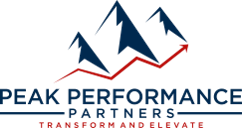 PEAK PERFORMANCE
PARTNERS
TRANSFORM AND ELEVATE